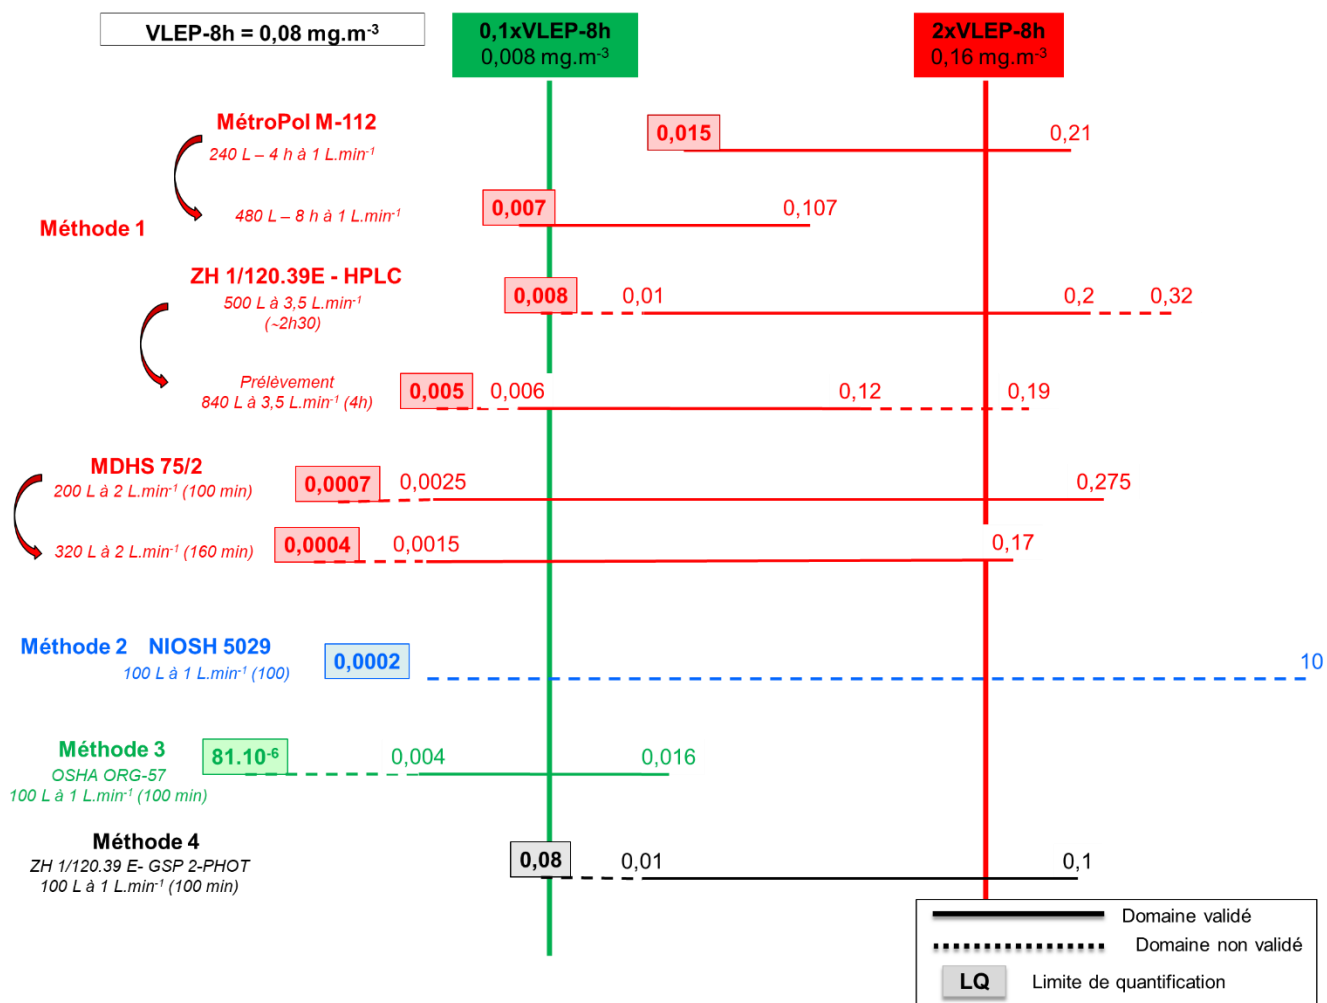 VLEP-8h = 0,08 mg.m⁻³
0,1xVLEP-8h
0,008 mg.m⁻³
2xVLEP-8h
0,16 mg.m⁻³
MétroPol M-112
240 L – 4 h à 1 L.min⁻¹
0,015
0,21
480 L – 8 h à 1 L.min⁻¹
0,007
0,107
Méthode 1
ZH 1/120.39E - HPLC
500 L à 3,5 L.min⁻¹
(~2h30)
0,008
0,01
0,2
0,32
Prélèvement
840 L à 3,5 L.min⁻¹ (4h)
0,005
0,006
0,12
0,19
MDHS 75/2
200 L à 2 L.min⁻¹ (100 min)
0,0007
0,0025
0,275
320 L à 2 L.min⁻¹ (160 min)
0,0004
0,0015
0,17
Méthode 2 NIOSH 5029
100 L à 1 L.min⁻¹ (100)
0,0002
10
Méthode 3
OSHA ORG-57
100 L à 1 L.min⁻¹ (100 min)
81.10⁻⁶
0,004
0,016
Méthode 4
ZH 1/120.39 E- GSP 2-PHOT
100 L à 1 L.min⁻¹ (100 min)
0,08
0,01
0,1
Domaine validé
Domaine non validé
LQ Limite de quantification